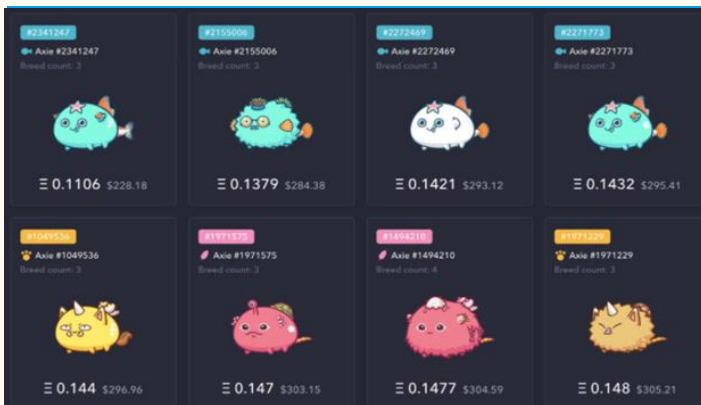 #2341247
Axie #2341247
Breed count: 3
Ξ 0.1106 $228.18
#2155006
Axie #2155006
Breed count: 3
Ξ 0.1379 $284.38
#2272469
Axie #2272469
Breed count: 3
Ξ 0.1421 $293.12
#2271773
Axie #2271773
Breed count: 3
Ξ 0.1432 $295.41
#1049536
Axie #1049536
Breed count: 3
Ξ 0.144 $296.96
#1971575
Axie #1971575
Breed count: 3
Ξ 0.147 $303.15
#1494210
Axie #1494210
Breed count: 4
Ξ 0.1477 $304.59
#1971229
Axie #1971229
Breed count: 3
Ξ 0.148 $305.21